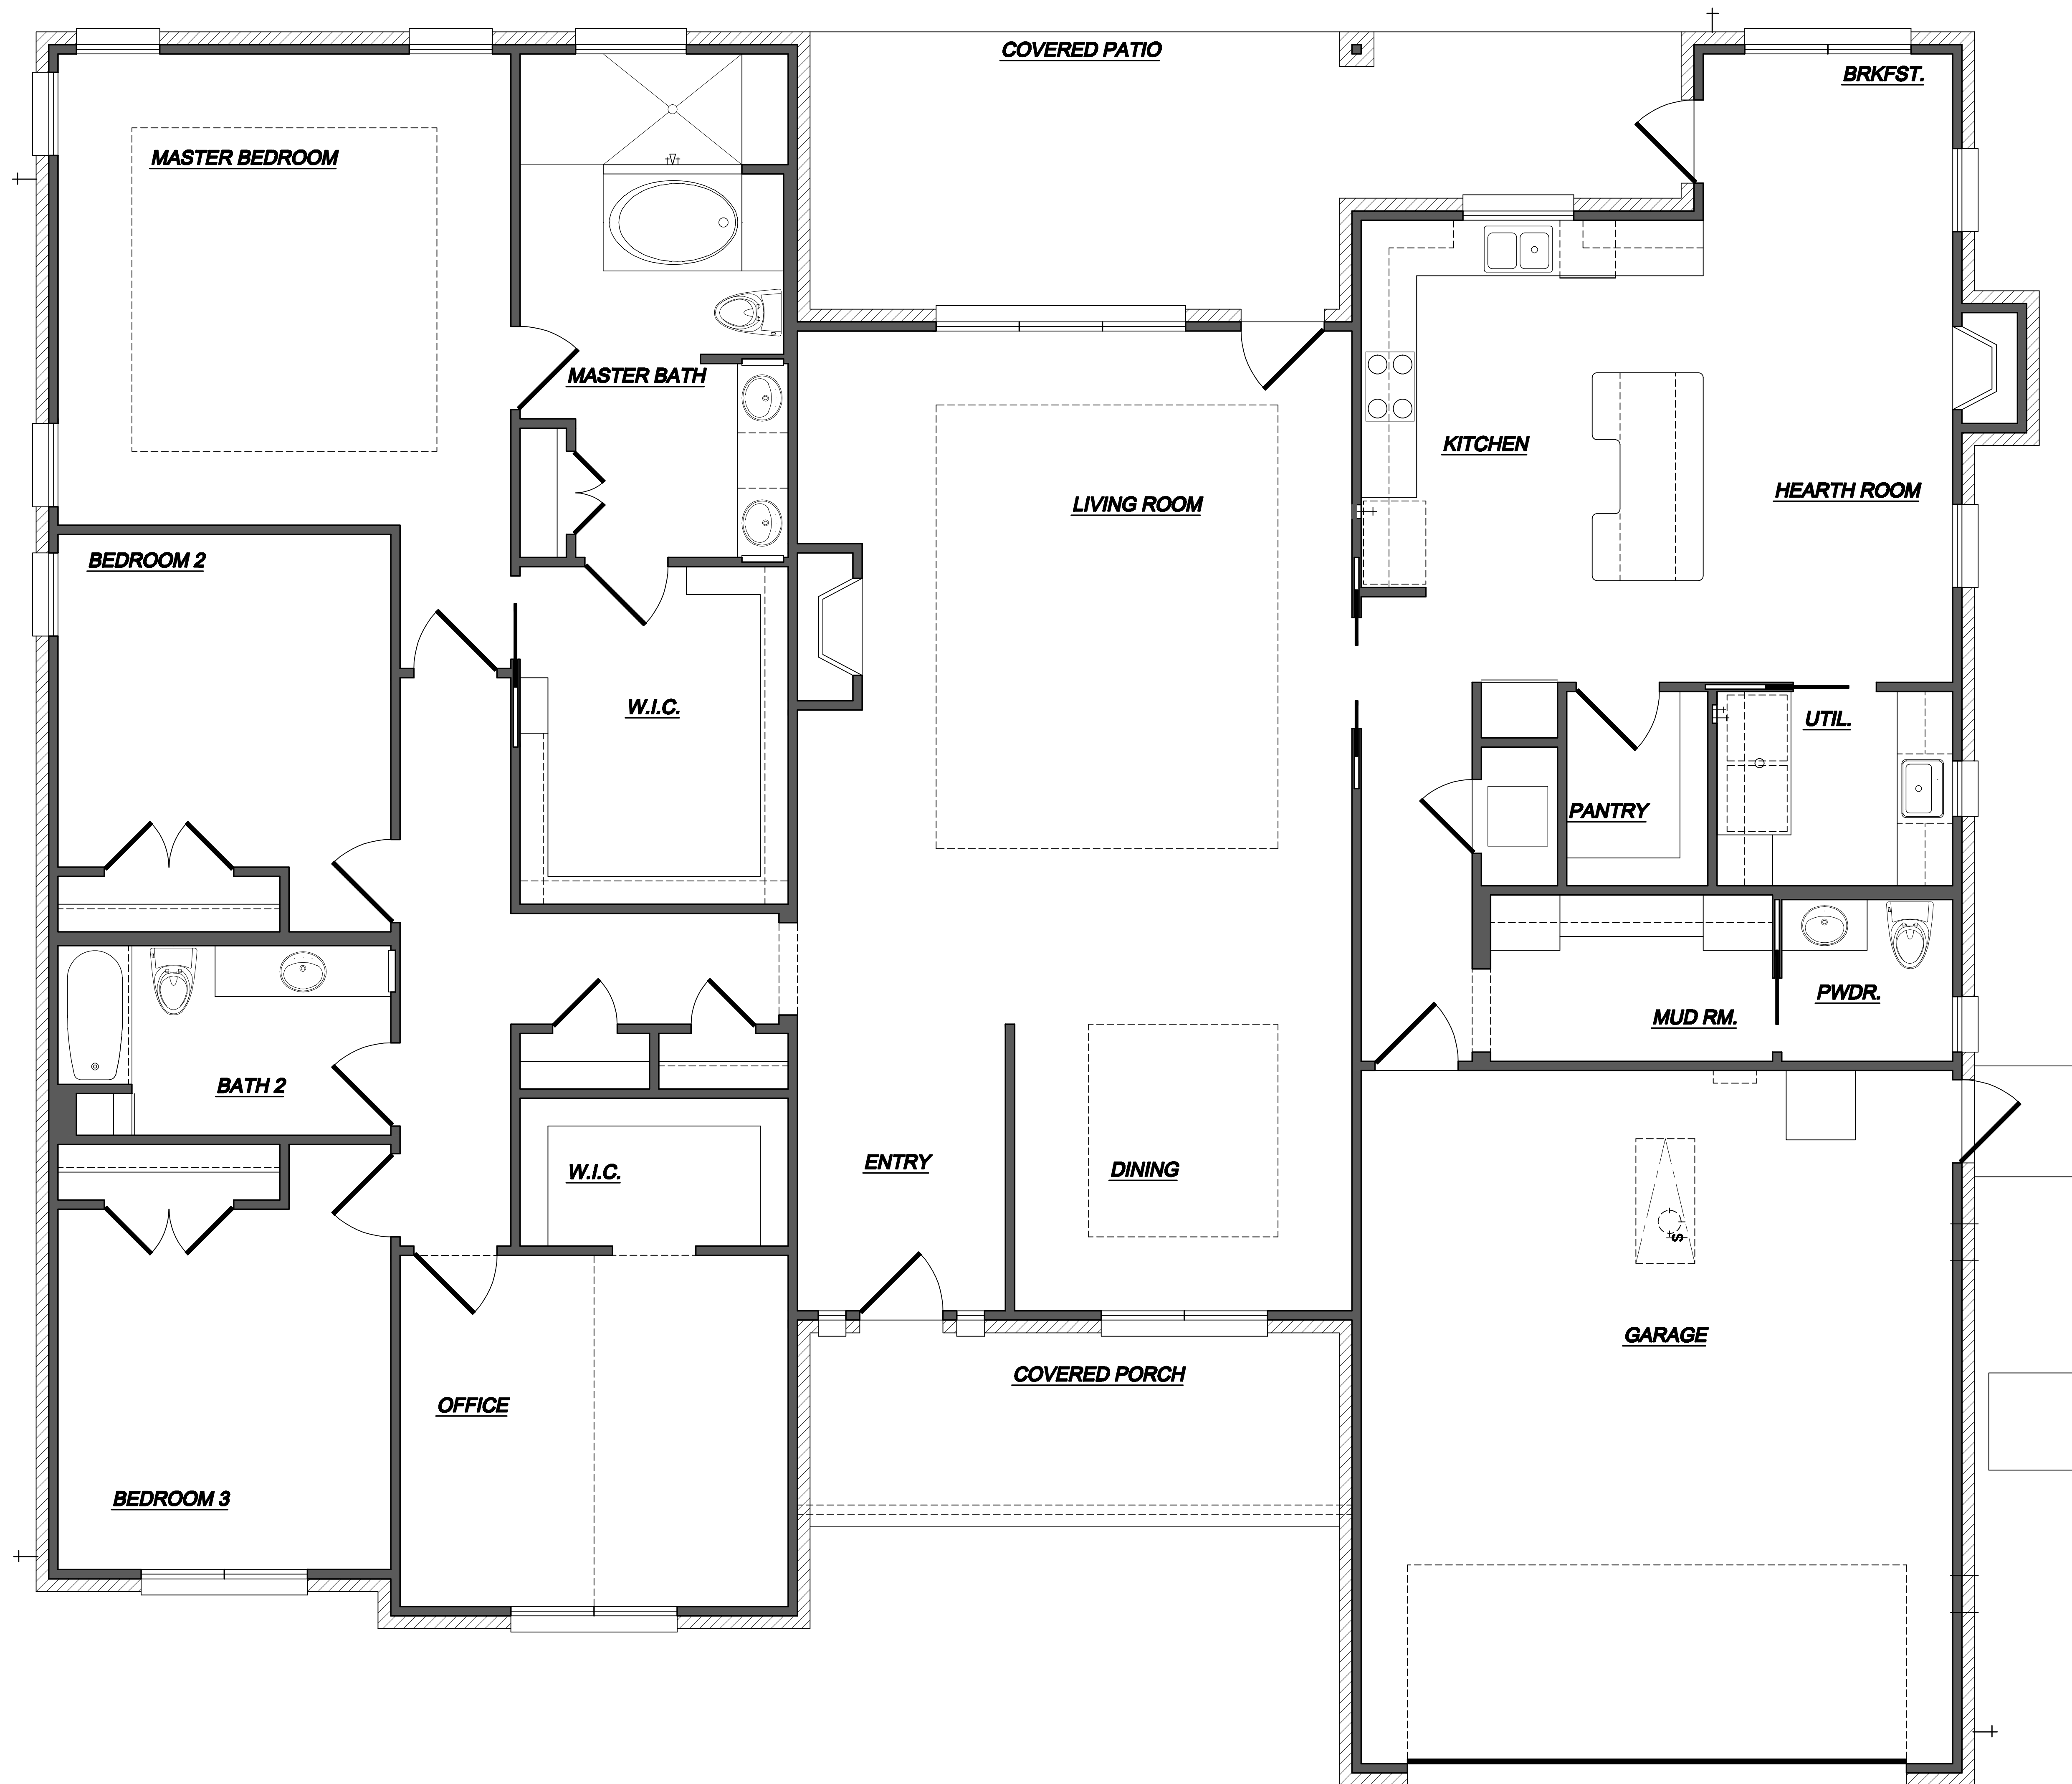 COVERED PATIO
BRKFST.
MASTER BEDROOM
MASTER BATH
KITCHEN
HEARTH ROOM
LIVING ROOM
BEDROOM 2
W.I.C.
UTIL.
PANTRY
PWDR.
MUD RM.
BATH 2
ENTRY
DINING
W.I.C.
S
GARAGE
COVERED PORCH
OFFICE
BEDROOM 3